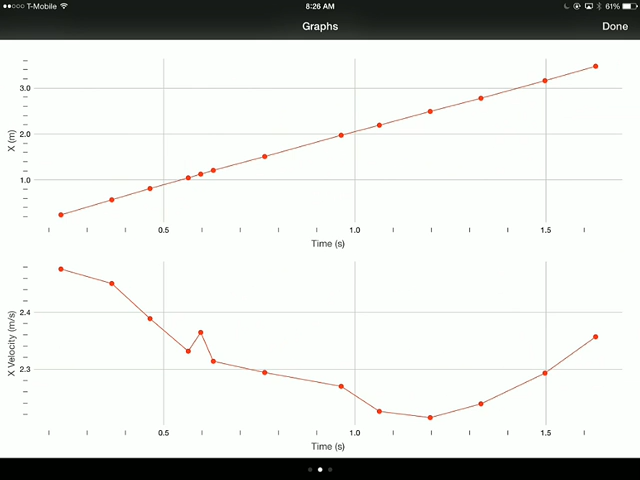 T-Mobile 8:26 AM 61%
Graphs Done
3.0
2.0
1.0
X (m)
0.5 1.0 1.5
Time (s)
2.4
2.3
X Velocity (m/s)
0.5 1.0 1.5
Time (s)